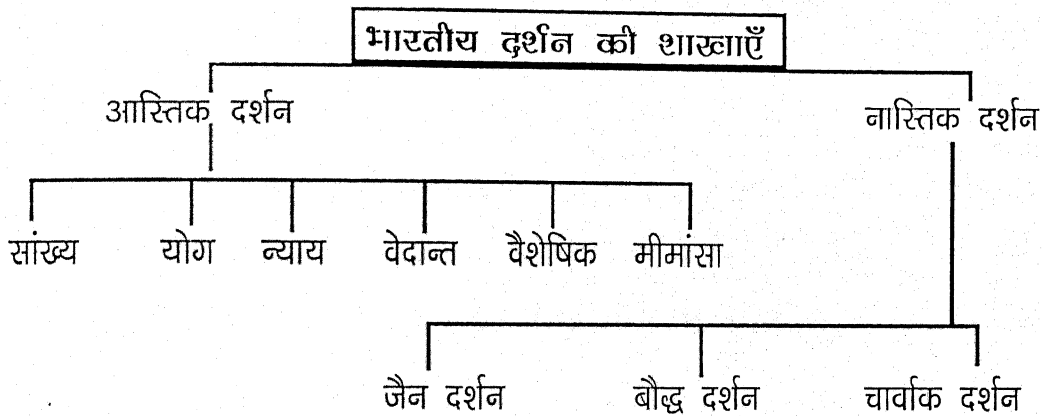 भारतीय दर्शन की शाखाएँ
आस्तिक दर्शन नास्तिक दर्शन
सांख्य योग न्याय वेदान्त वैशेषिक मीमांसा
जैन दर्शन बौद्ध दर्शन चार्वाक दर्शन